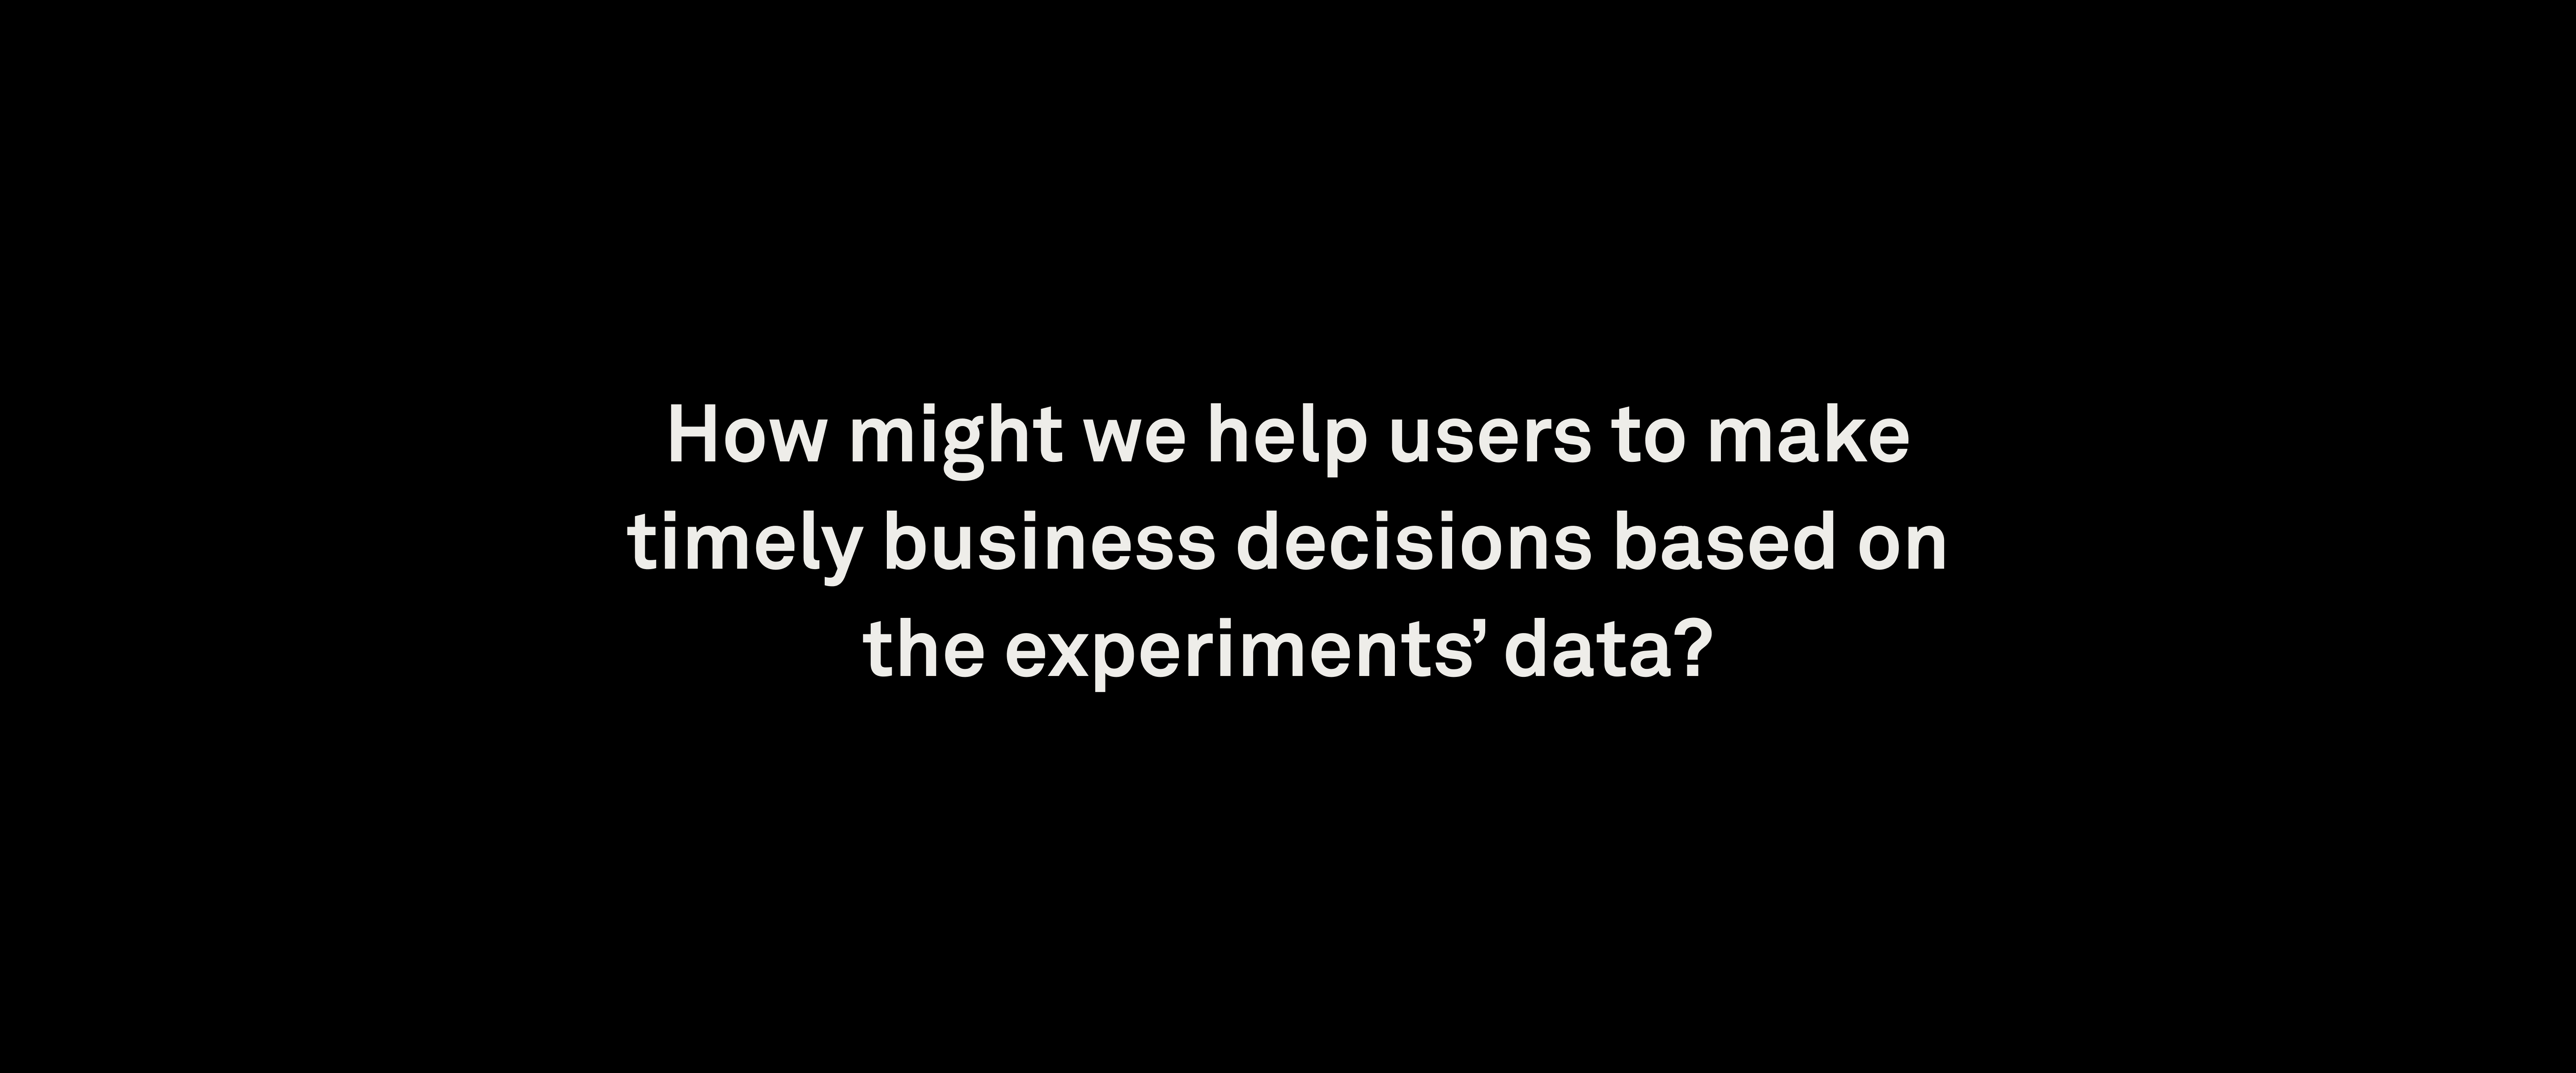 How might we help users to make
timely business decisions based on
the experiments’ data?